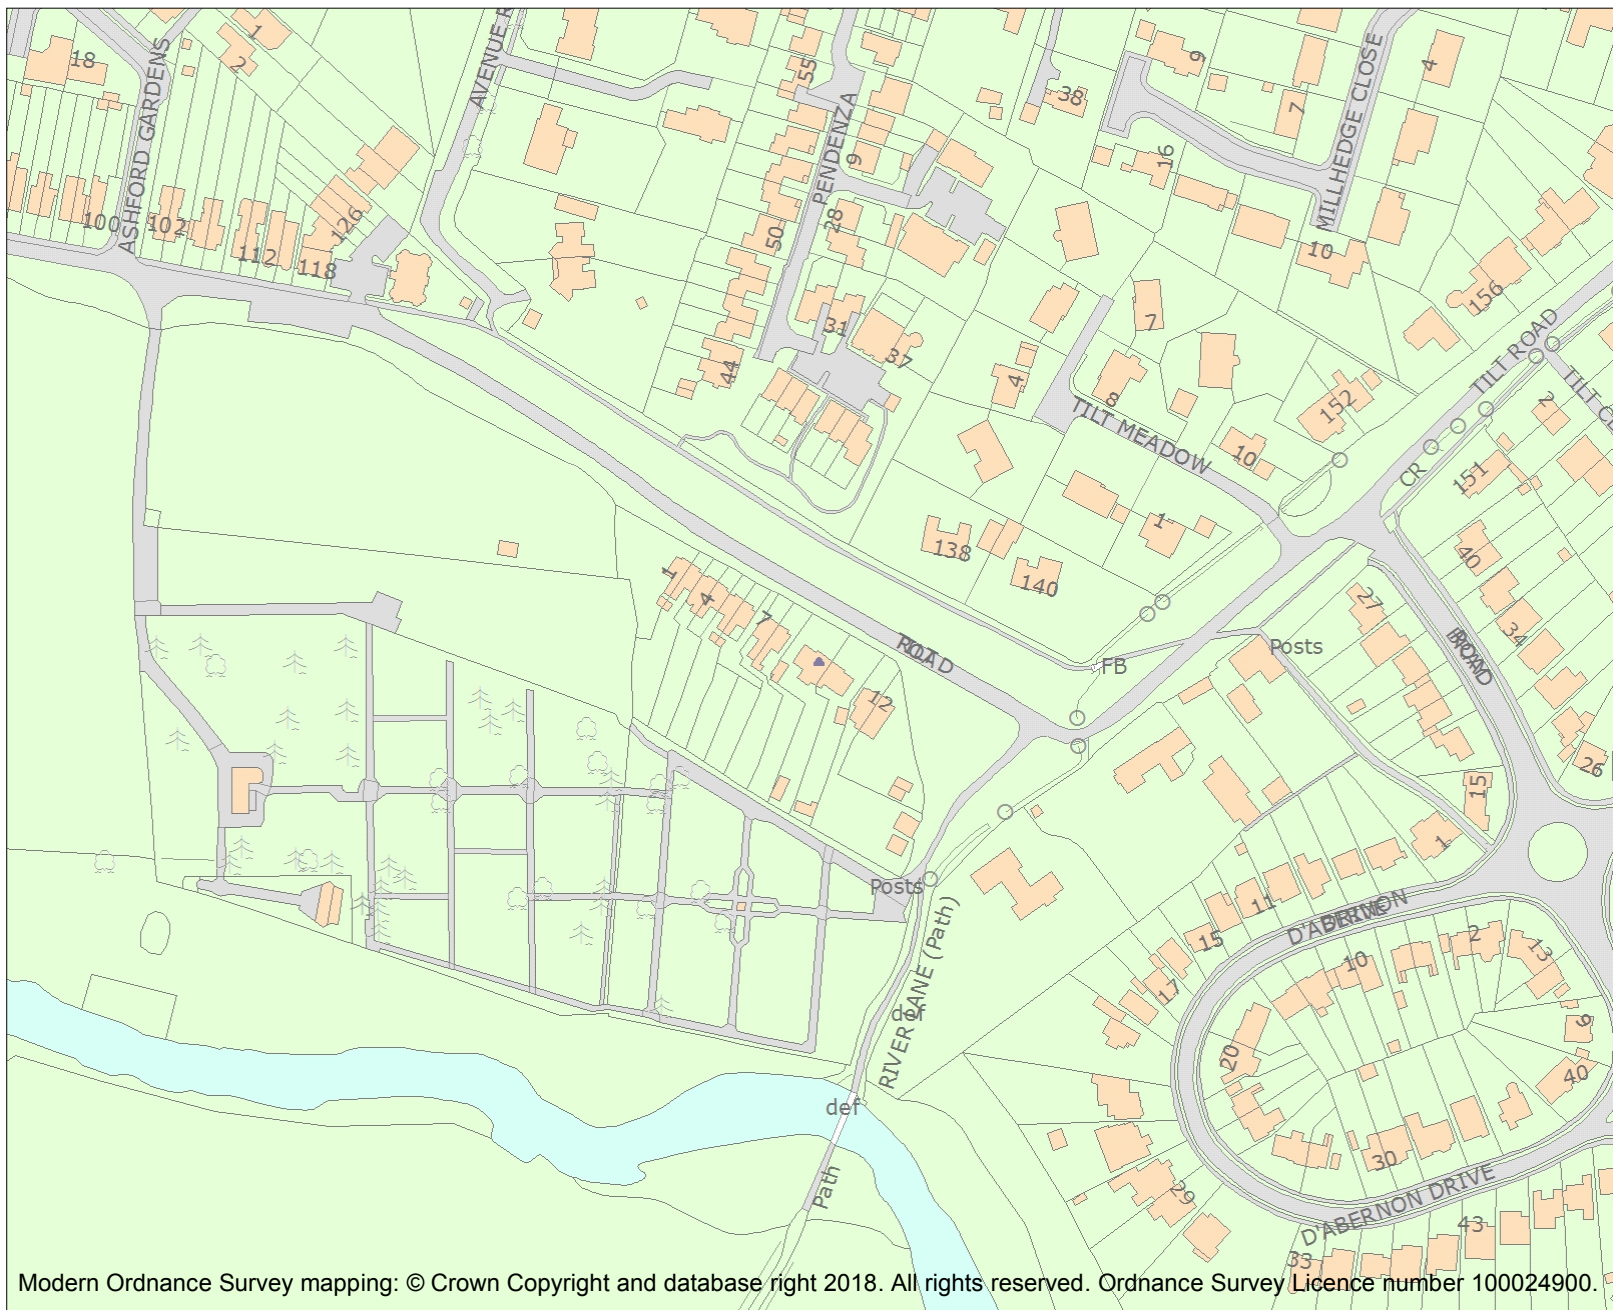 18
1
2
ASHFORD GARDENS
AVENUE R
55
PENDENZA
9
38
9
7
4
MILLHEDGE CLOSE
16
100
102
112
118
126
50
28
10
156
31
37
44
7
4
8
TILT MEADOW
10
152
TILT ROAD
2
TILT CL
CR
151
138
140
1
40
34
27
1
4
7
12
ROAD
FB
Posts
ROAD
26
15
1
Posts
RIVER LANE (Path)
def
def
Path
11
15
17
D'ABERNON
DRIVE
10
2
13
9
20
40
30
29
D'ABERNON DRIVE
43
33
Modern Ordnance Survey mapping: © Crown Copyright and database right 2018. All rights reserved. Ordnance Survey Licence number 100024900.